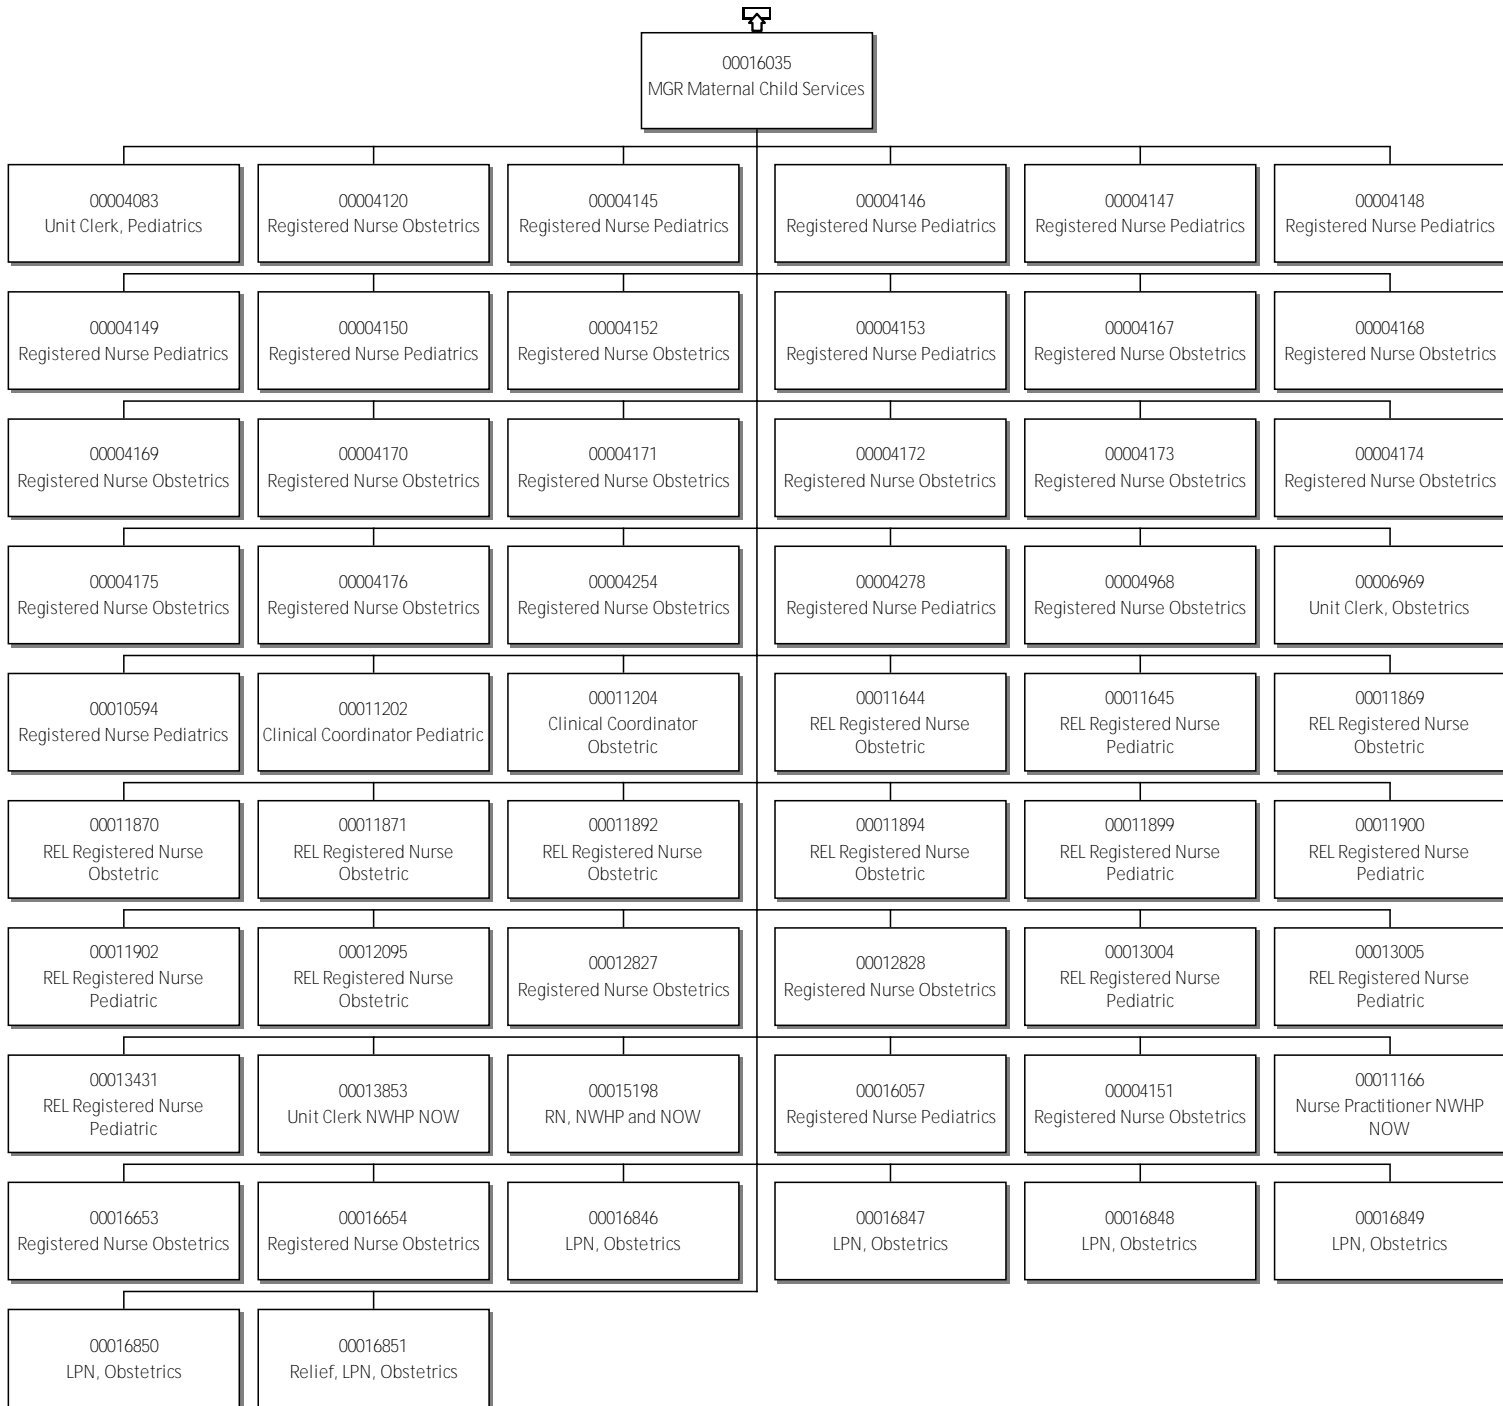 00016035
MGR Maternal Child Services
00004083
Unit Clerk, Pediatrics
00004120
Registered Nurse Obstetrics
00004145
Registered Nurse Pediatrics
00004146
Registered Nurse Pediatrics
00004147
Registered Nurse Pediatrics
00004148
Registered Nurse Pediatrics
00004149
Registered Nurse Pediatrics
00004150
Registered Nurse Pediatrics
00004152
Registered Nurse Obstetrics
00004153
Registered Nurse Pediatrics
00004167
Registered Nurse Obstetrics
00004168
Registered Nurse Obstetrics
00004169
Registered Nurse Obstetrics
00004170
Registered Nurse Obstetrics
00004171
Registered Nurse Obstetrics
00004172
Registered Nurse Obstetrics
00004173
Registered Nurse Obstetrics
00004174
Registered Nurse Obstetrics
00004175
Registered Nurse Obstetrics
00004176
Registered Nurse Obstetrics
00004254
Registered Nurse Obstetrics
00004278
Registered Nurse Pediatrics
00004968
Registered Nurse Obstetrics
00006969
Unit Clerk, Obstetrics
00010594
Registered Nurse Pediatrics
00011202
Clinical Coordinator Pediatric
00011204
Clinical Coordinator
Obstetric
00011644
REL Registered Nurse
Obstetric
00011645
REL Registered Nurse
Pediatric
00011869
REL Registered Nurse
Obstetric
00011870
REL Registered Nurse
Obstetric
00011871
REL Registered Nurse
Obstetric
00011892
REL Registered Nurse
Obstetric
00011894
REL Registered Nurse
Obstetric
00011899
REL Registered Nurse
Pediatric
00011900
REL Registered Nurse
Pediatric
00011902
REL Registered Nurse
Pediatric
00012095
REL Registered Nurse
Obstetric
00012827
Registered Nurse Obstetrics
00012828
Registered Nurse Obstetrics
00013004
REL Registered Nurse
Pediatric
00013005
REL Registered Nurse
Pediatric
00013431
REL Registered Nurse
Pediatric
00013853
Unit Clerk NWHP NOW
00015198
RN, NWHP and NOW
00016057
Registered Nurse Pediatrics
00004151
Registered Nurse Obstetrics
00011166
Nurse Practitioner NWHP
NOW
00016653
Registered Nurse Obstetrics
00016654
Registered Nurse Obstetrics
00016846
LPN, Obstetrics
00016847
LPN, Obstetrics
00016848
LPN, Obstetrics
00016849
LPN, Obstetrics
00016850
LPN, Obstetrics
00016851
Relief, LPN, Obstetrics